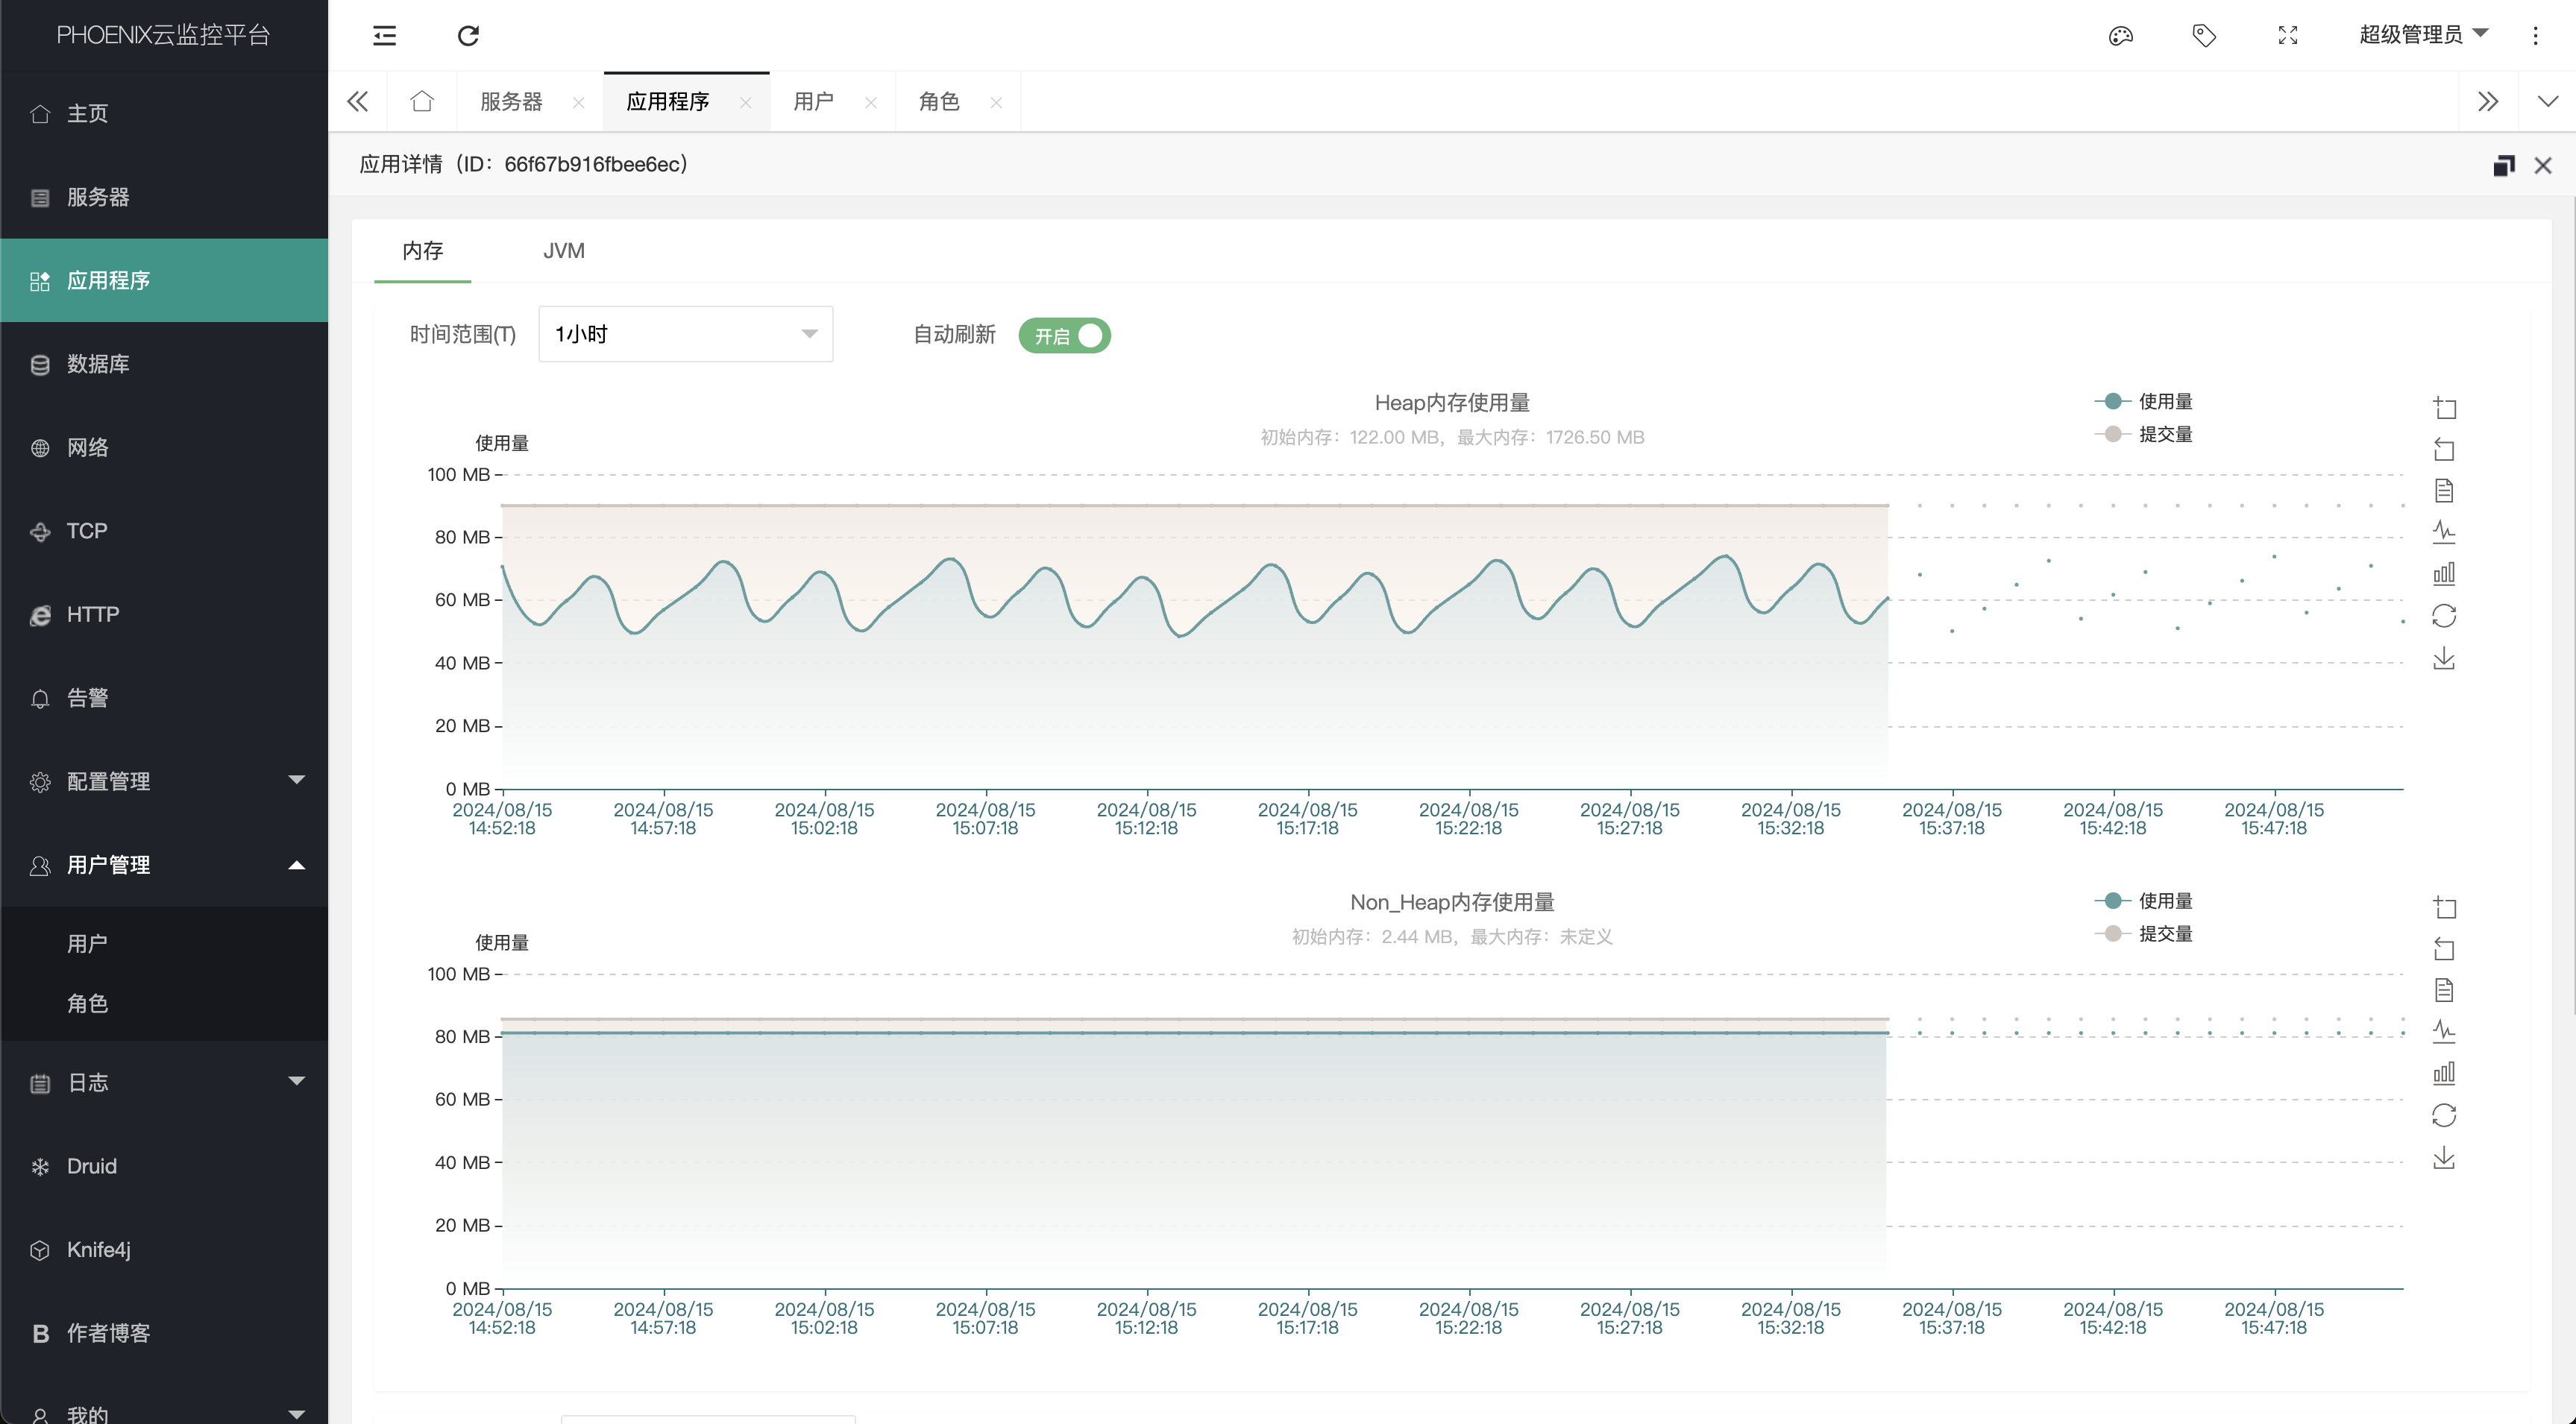 PHOENIX云监控平台
超级管理员
主页
服务器
应用程序
数据库
网络
TCP
HTTP
告警
配置管理
用户管理
用户
角色
日志
Druid
Knife4j
B 作者博客
我的
服务器
应用程序
用户
角色
应用详情（ID：66f67b916fbee6ec）
内存
JVM
时间范围(T)
1小时
自动刷新
开启
Heap内存使用量
初始内存：122.00 MB，最大内存：1726.50 MB
使用量
提交量
使用量
100 MB
80 MB
60 MB
40 MB
20 MB
0 MB
2024/08/15 2024/08/15 2024/08/15 2024/08/15 2024/08/15 2024/08/15 2024/08/15 2024/08/15 2024/08/15 2024/08/15 2024/08/15 2024/08/15
14:52:18 14:57:18 15:02:18 15:07:18 15:12:18 15:17:18 15:22:18 15:27:18 15:32:18 15:37:18 15:42:18 15:47:18
Non_Heap内存使用量
初始内存：2.44 MB，最大内存：未定义
使用量
提交量
使用量
100 MB
80 MB
60 MB
40 MB
20 MB
0 MB
2024/08/15 2024/08/15 2024/08/15 2024/08/15 2024/08/15 2024/08/15 2024/08/15 2024/08/15 2024/08/15 2024/08/15 2024/08/15 2024/08/15
14:52:18 14:57:18 15:02:18 15:07:18 15:12:18 15:17:18 15:22:18 15:27:18 15:32:18 15:37:18 15:42:18 15:47:18